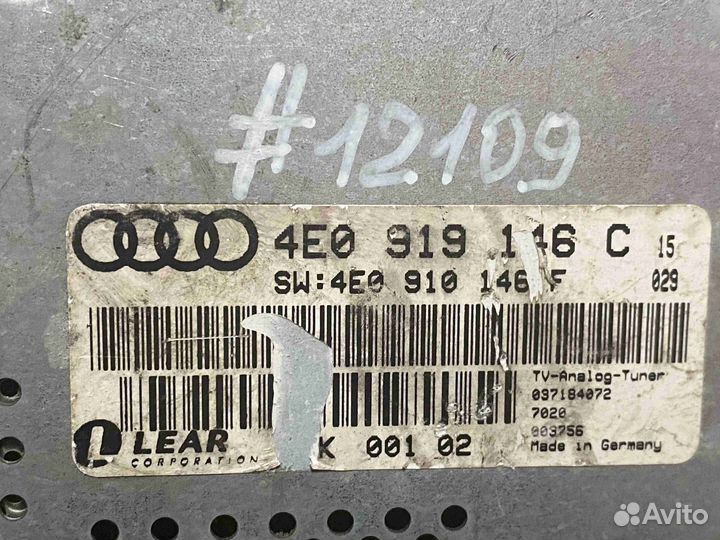 #12109
4E0 919 146 C 15
SW:4E0 910 146 F 029
TV-Analog-Tuner
097184072
7020
003756
Made in Germany
LEAR
CORPORATION
K 001 02
Avito